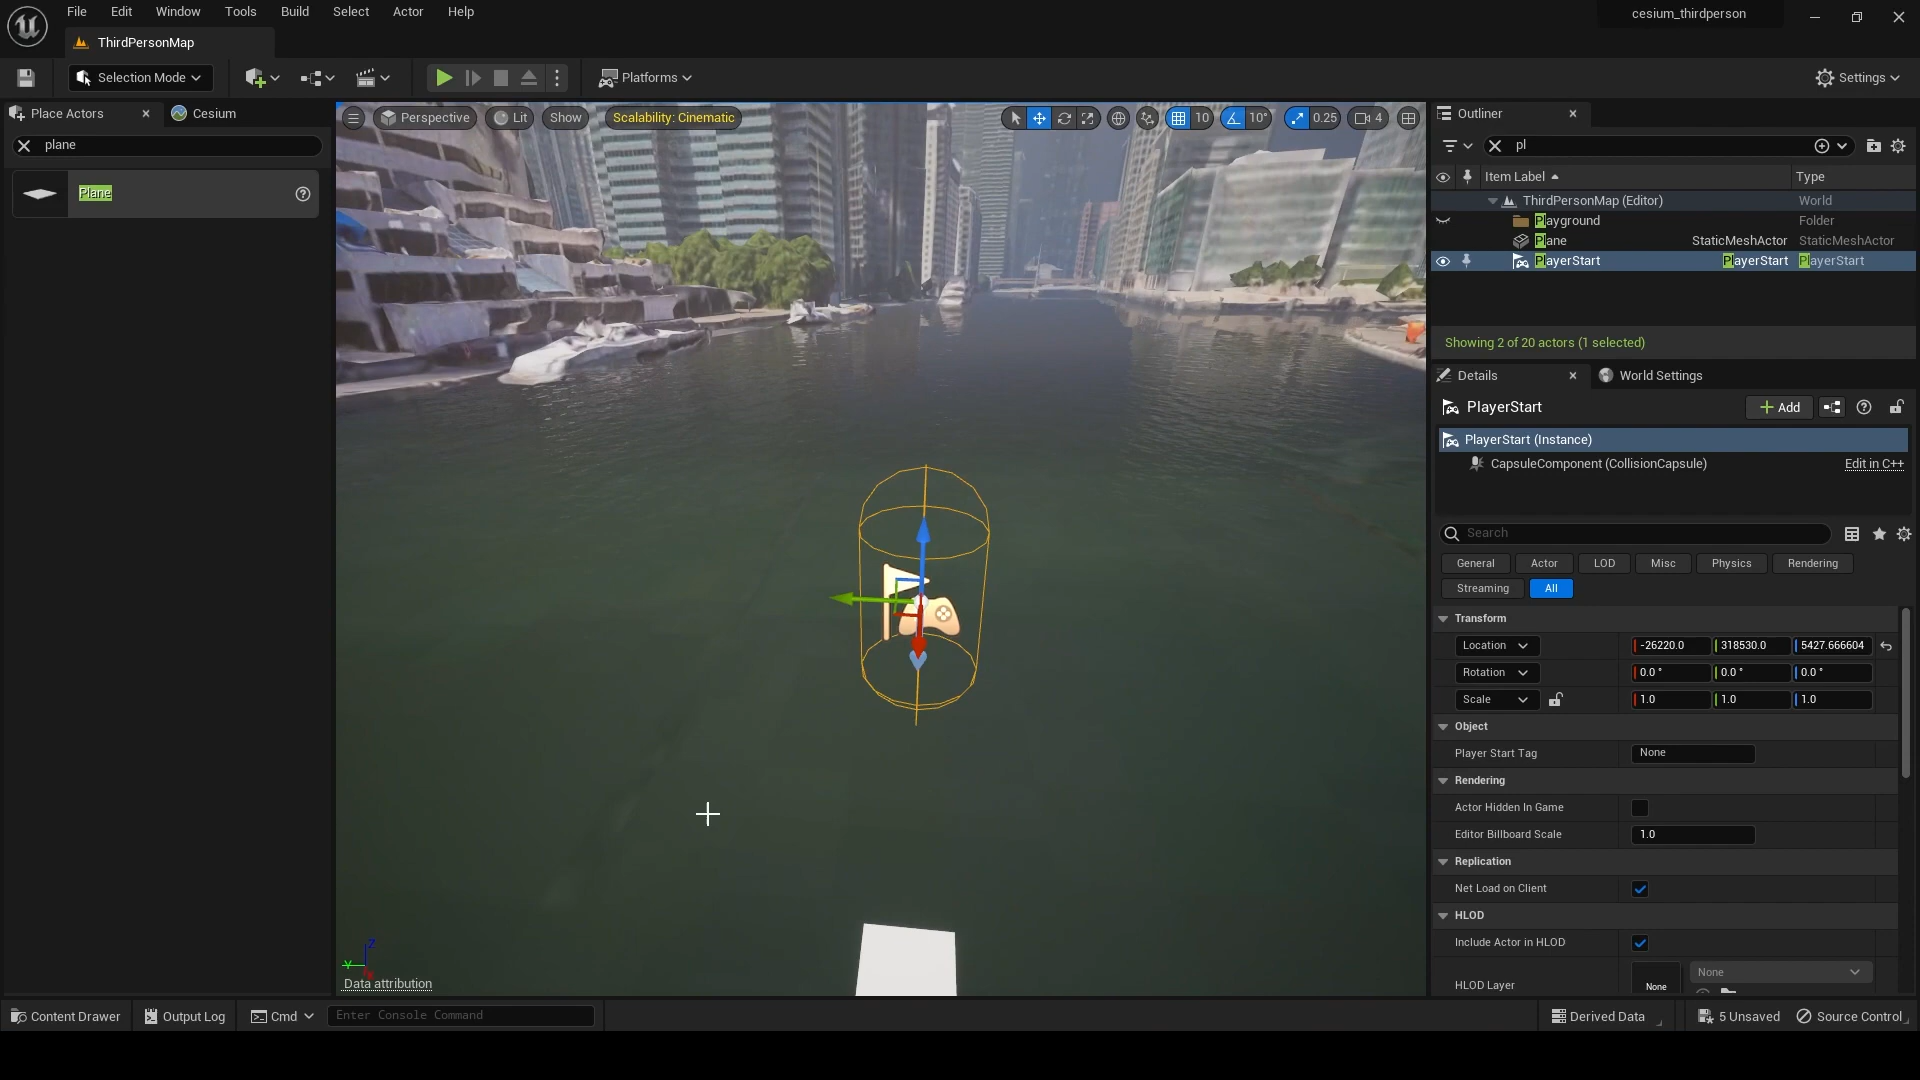 File Edit Window Tools Build Select Actor Help
cesium_thirdperson
ThirdPersonMap
Selection Mode
Platforms
Settings
Place Actors
Cesium
plane
Plane
Perspective
Lit
Show
Scalability: Cinematic
10
10°
0.25
4
Data attribution
Z
Y
Outliner
pl
Item Label
Type
ThirdPersonMap (Editor) World
Playground Folder
Plane StaticMeshActor StaticMeshActor
PlayerStart PlayerStart PlayerStart
Showing 2 of 20 actors (1 selected)
Details
World Settings
PlayerStart
Add
PlayerStart (Instance)
CapsuleComponent (CollisionCapsule) Edit in C++
Search
General Actor LOD Misc Physics Rendering
Streaming All
Transform
Location -26220.0 318530.0 5427.666604
Rotation 0.0 ° 0.0 ° 0.0 °
Scale 1.0 1.0 1.0
Object
Player Start Tag None
Rendering
Actor Hidden In Game
Editor Billboard Scale 1.0
Replication
Net Load on Client
HLOD
Include Actor in HLOD
HLOD Layer None None
Content Drawer
Output Log
Cmd
Enter Console Command
Derived Data
5 Unsaved
Source Control